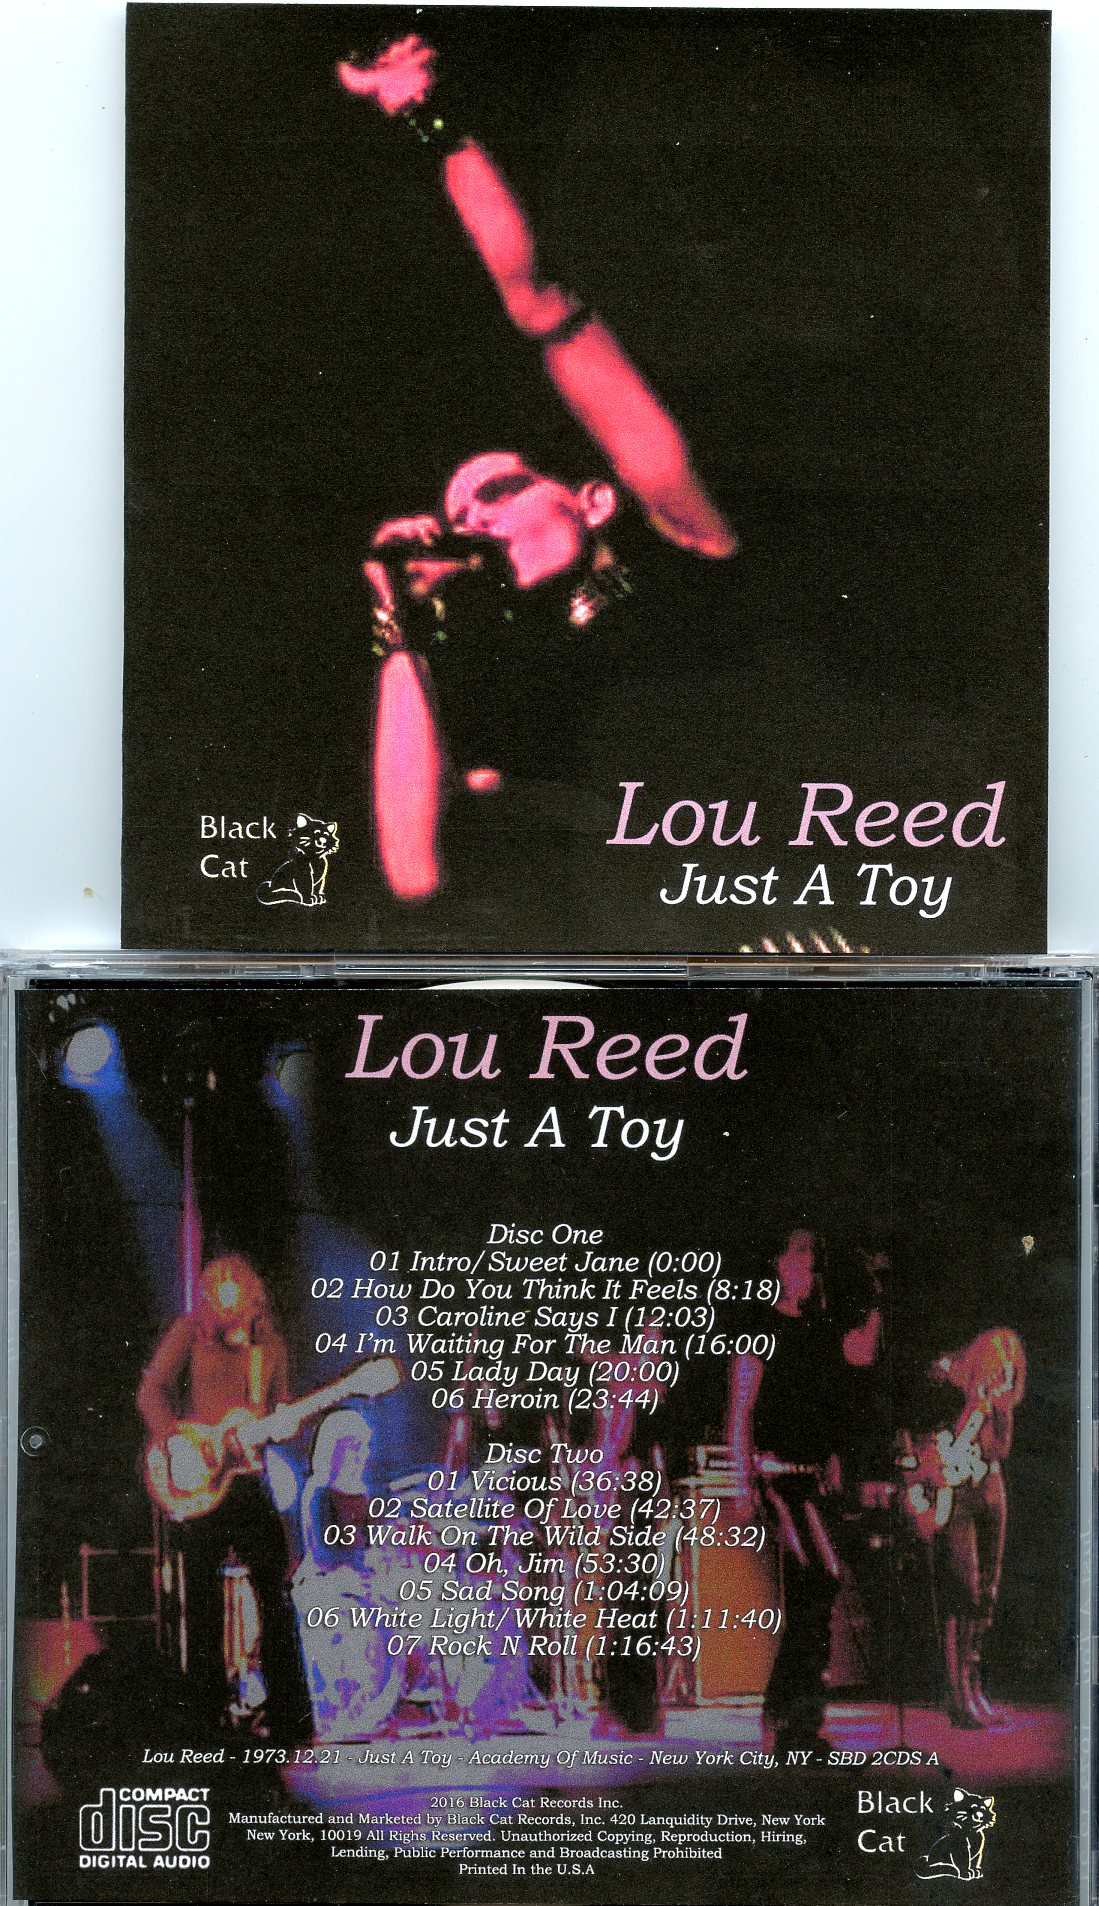 Black
Cat
Lou Reed
Just A Toy
Lou Reed
Just A Toy
Disc One
01 Intro/Sweet Jane (0:00)
02 How Do You Think It Feels (8:18)
03 Caroline Says I (12:03)
04 I'm Waiting For The Man (16:00)
05 Lady Day (20:00)
06 Heroin (23:44)
Disc Two
01 Vicious (36:38)
02 Satellite Of Love (42:37)
03 Walk On The Wild Side (48:32)
04 Oh, Jim (53:30)
05 Sad Song (1:04:09)
06 White Light/White Heat (1:11:40)
07 Rock N Roll (1:16:43)
Lou Reed - 1973.12.21 - Just A Toy - Academy Of Music - New York City, NY - SBD 2CDS A
COMPACT
disc
DIGITAL AUDIO
2016 Black Cat Records Inc.
Manufactured and Marketed by Black Cat Records, Inc. 420 Lanquidity Drive, New York
New York, 10019 All Righs Reserved. Unauthorized Copying, Reproduction, Hiring,
Lending, Public Performance and Broadcasting Prohibited
Printed In the U.S.A
Black
Cat